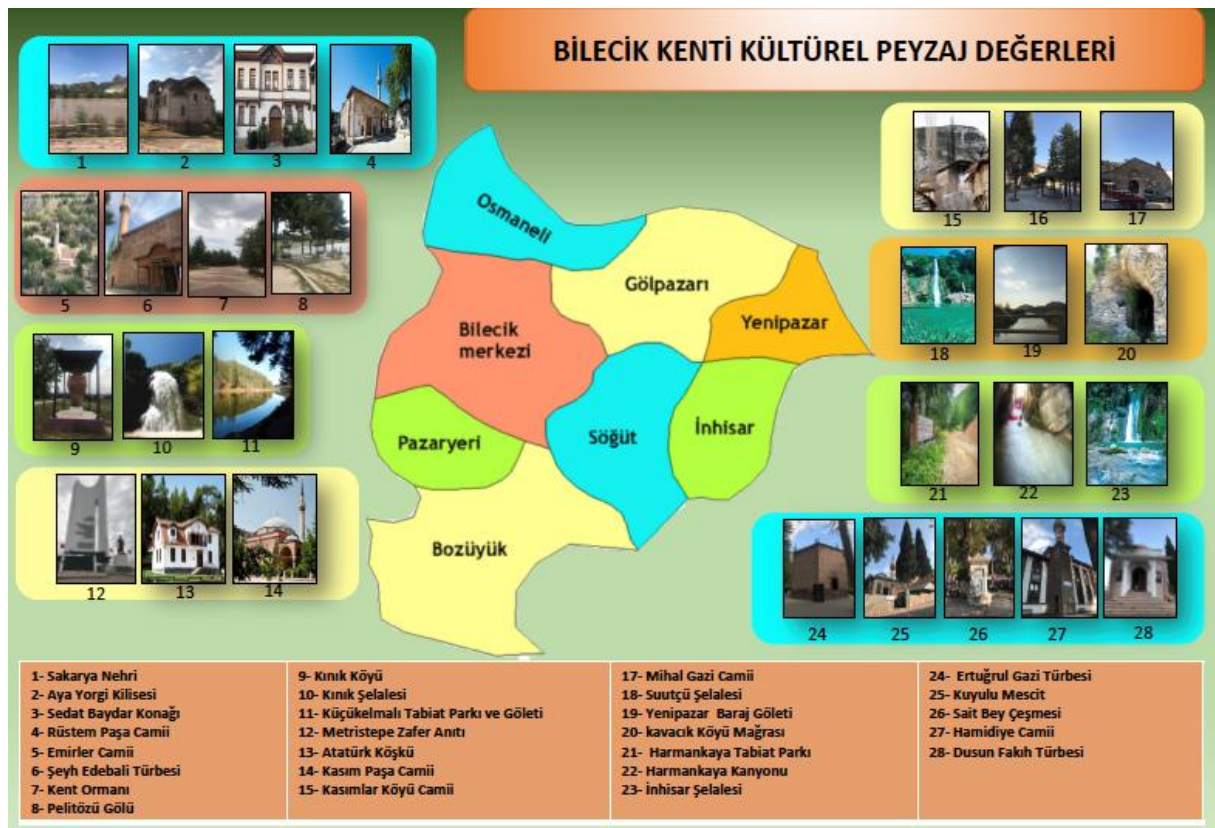 BİLECİK KENTİ KÜLTÜREL PEYZAJ DEĞERLERİ
1 2 3 4
5 6 7 8
9 10 11
12 13 14
Osmaneli
Gölpazarı
Yenipazar
Bilecik
merkezi
Söğüt
İnhisar
Pazaryeri
Bozüyük
15 16 17
18 19 20
21 22 23
24 25 26 27 28
1- Sakarya Nehri
2- Aya Yorgi Kilisesi
3- Sedat Baydar Konağı
4- Rüstem Paşa Camii
5- Emirler Camii
6- Şeyh Edebali Türbesi
7- Kent Ormanı
8- Pelitözü Gölü
9- Kınık Köyü
10- Kınık Şelalesi
11- Küçükelmalı Tabiat Parkı ve Göleti
12- Metristepe Zafer Anıtı
13- Atatürk Köşkü
14- Kasım Paşa Camii
15- Kasımlar Köyü Camii
17- Mihal Gazi Camii
18- Suutçü Şelalesi
19- Yenipazar Baraj Göleti
20- kavacık Köyü Mağrası
21- Harmankaya Tabiat Parkı
22- Harmankaya Kanyonu
23- İnhisar Şelalesi
24- Ertuğrul Gazi Türbesi
25- Kuyulu Mescit
26- Sait Bey Çeşmesi
27- Hamidiye Camii
28- Dusun Fakıh Türbesi